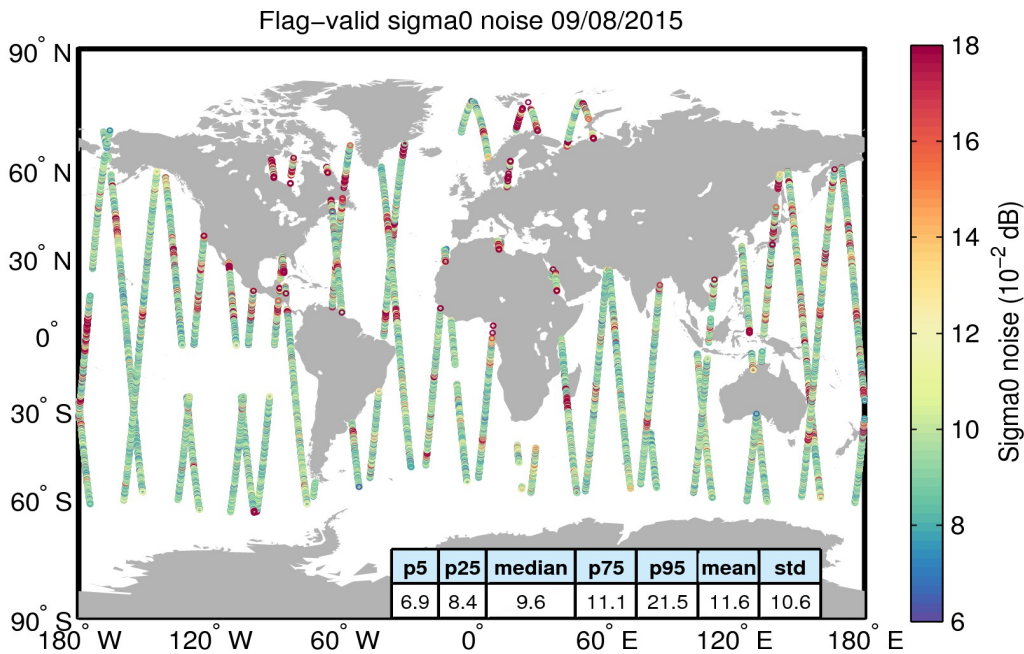 Flag−valid sigma0 noise 09/08/2015
90° N
60° N
30° N
0°
30° S
60° S
90° S
180° W 120° W 60° W 0° 60° E 120° E 180° E
p5 p25 median p75 p95 mean std
6.9 8.4 9.6 11.1 21.5 11.6 10.6
18
16
14
12
10
8
6
Sigma0 noise (10⁻² dB)